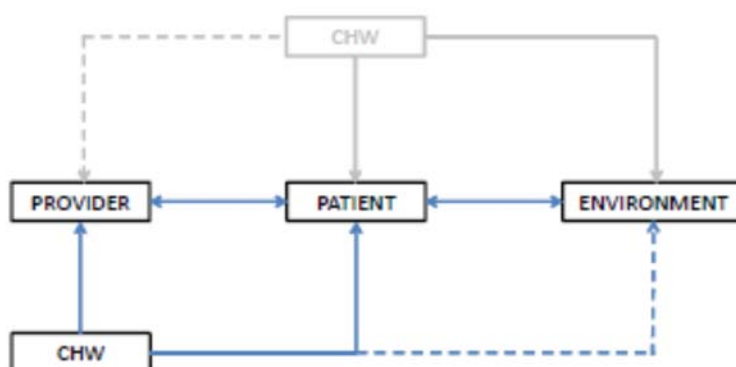 CHW
PROVIDER
PATIENT
ENVIRONMENT
CHW